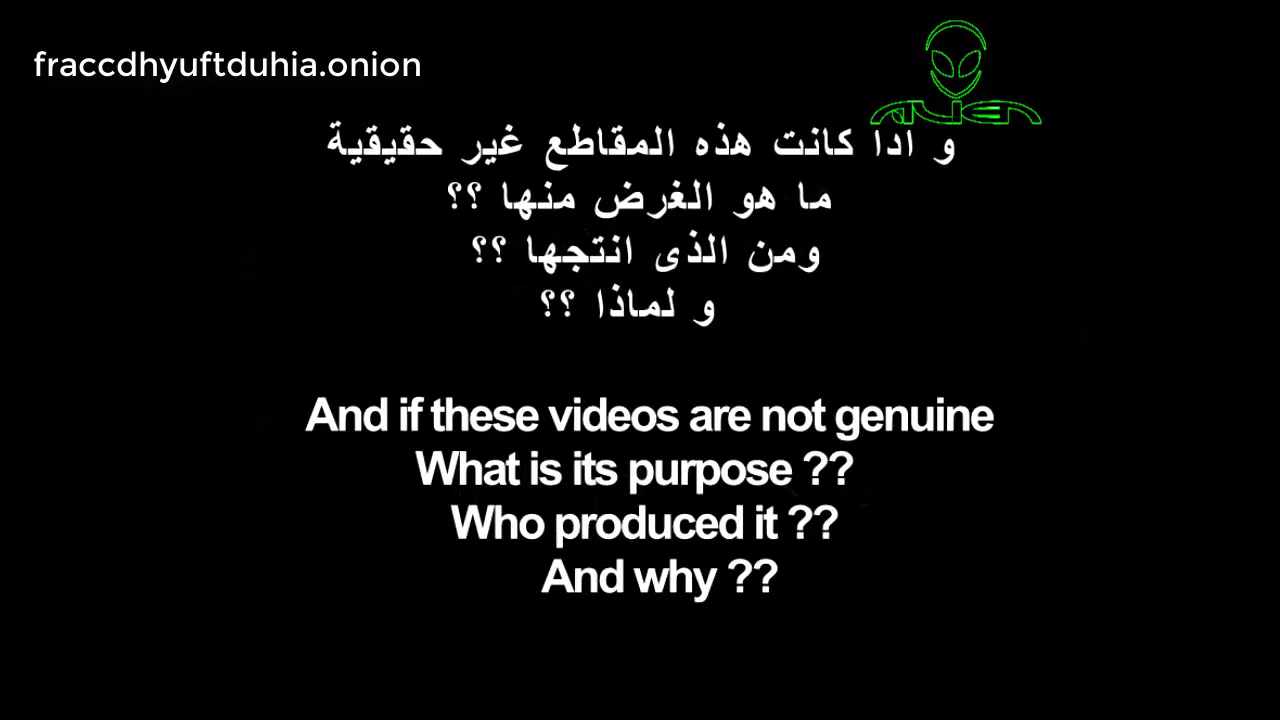 fraccdhyuftduhia.onion
ALIEN
و ادا كانت هذه المقاطع غير حقيقية
ما هو الغرض منها ؟؟
ومن الذى انتجها ؟؟
و لماذا ؟؟
And if these videos are not genuine
What is its purpose ??
Who produced it ??
And why ??